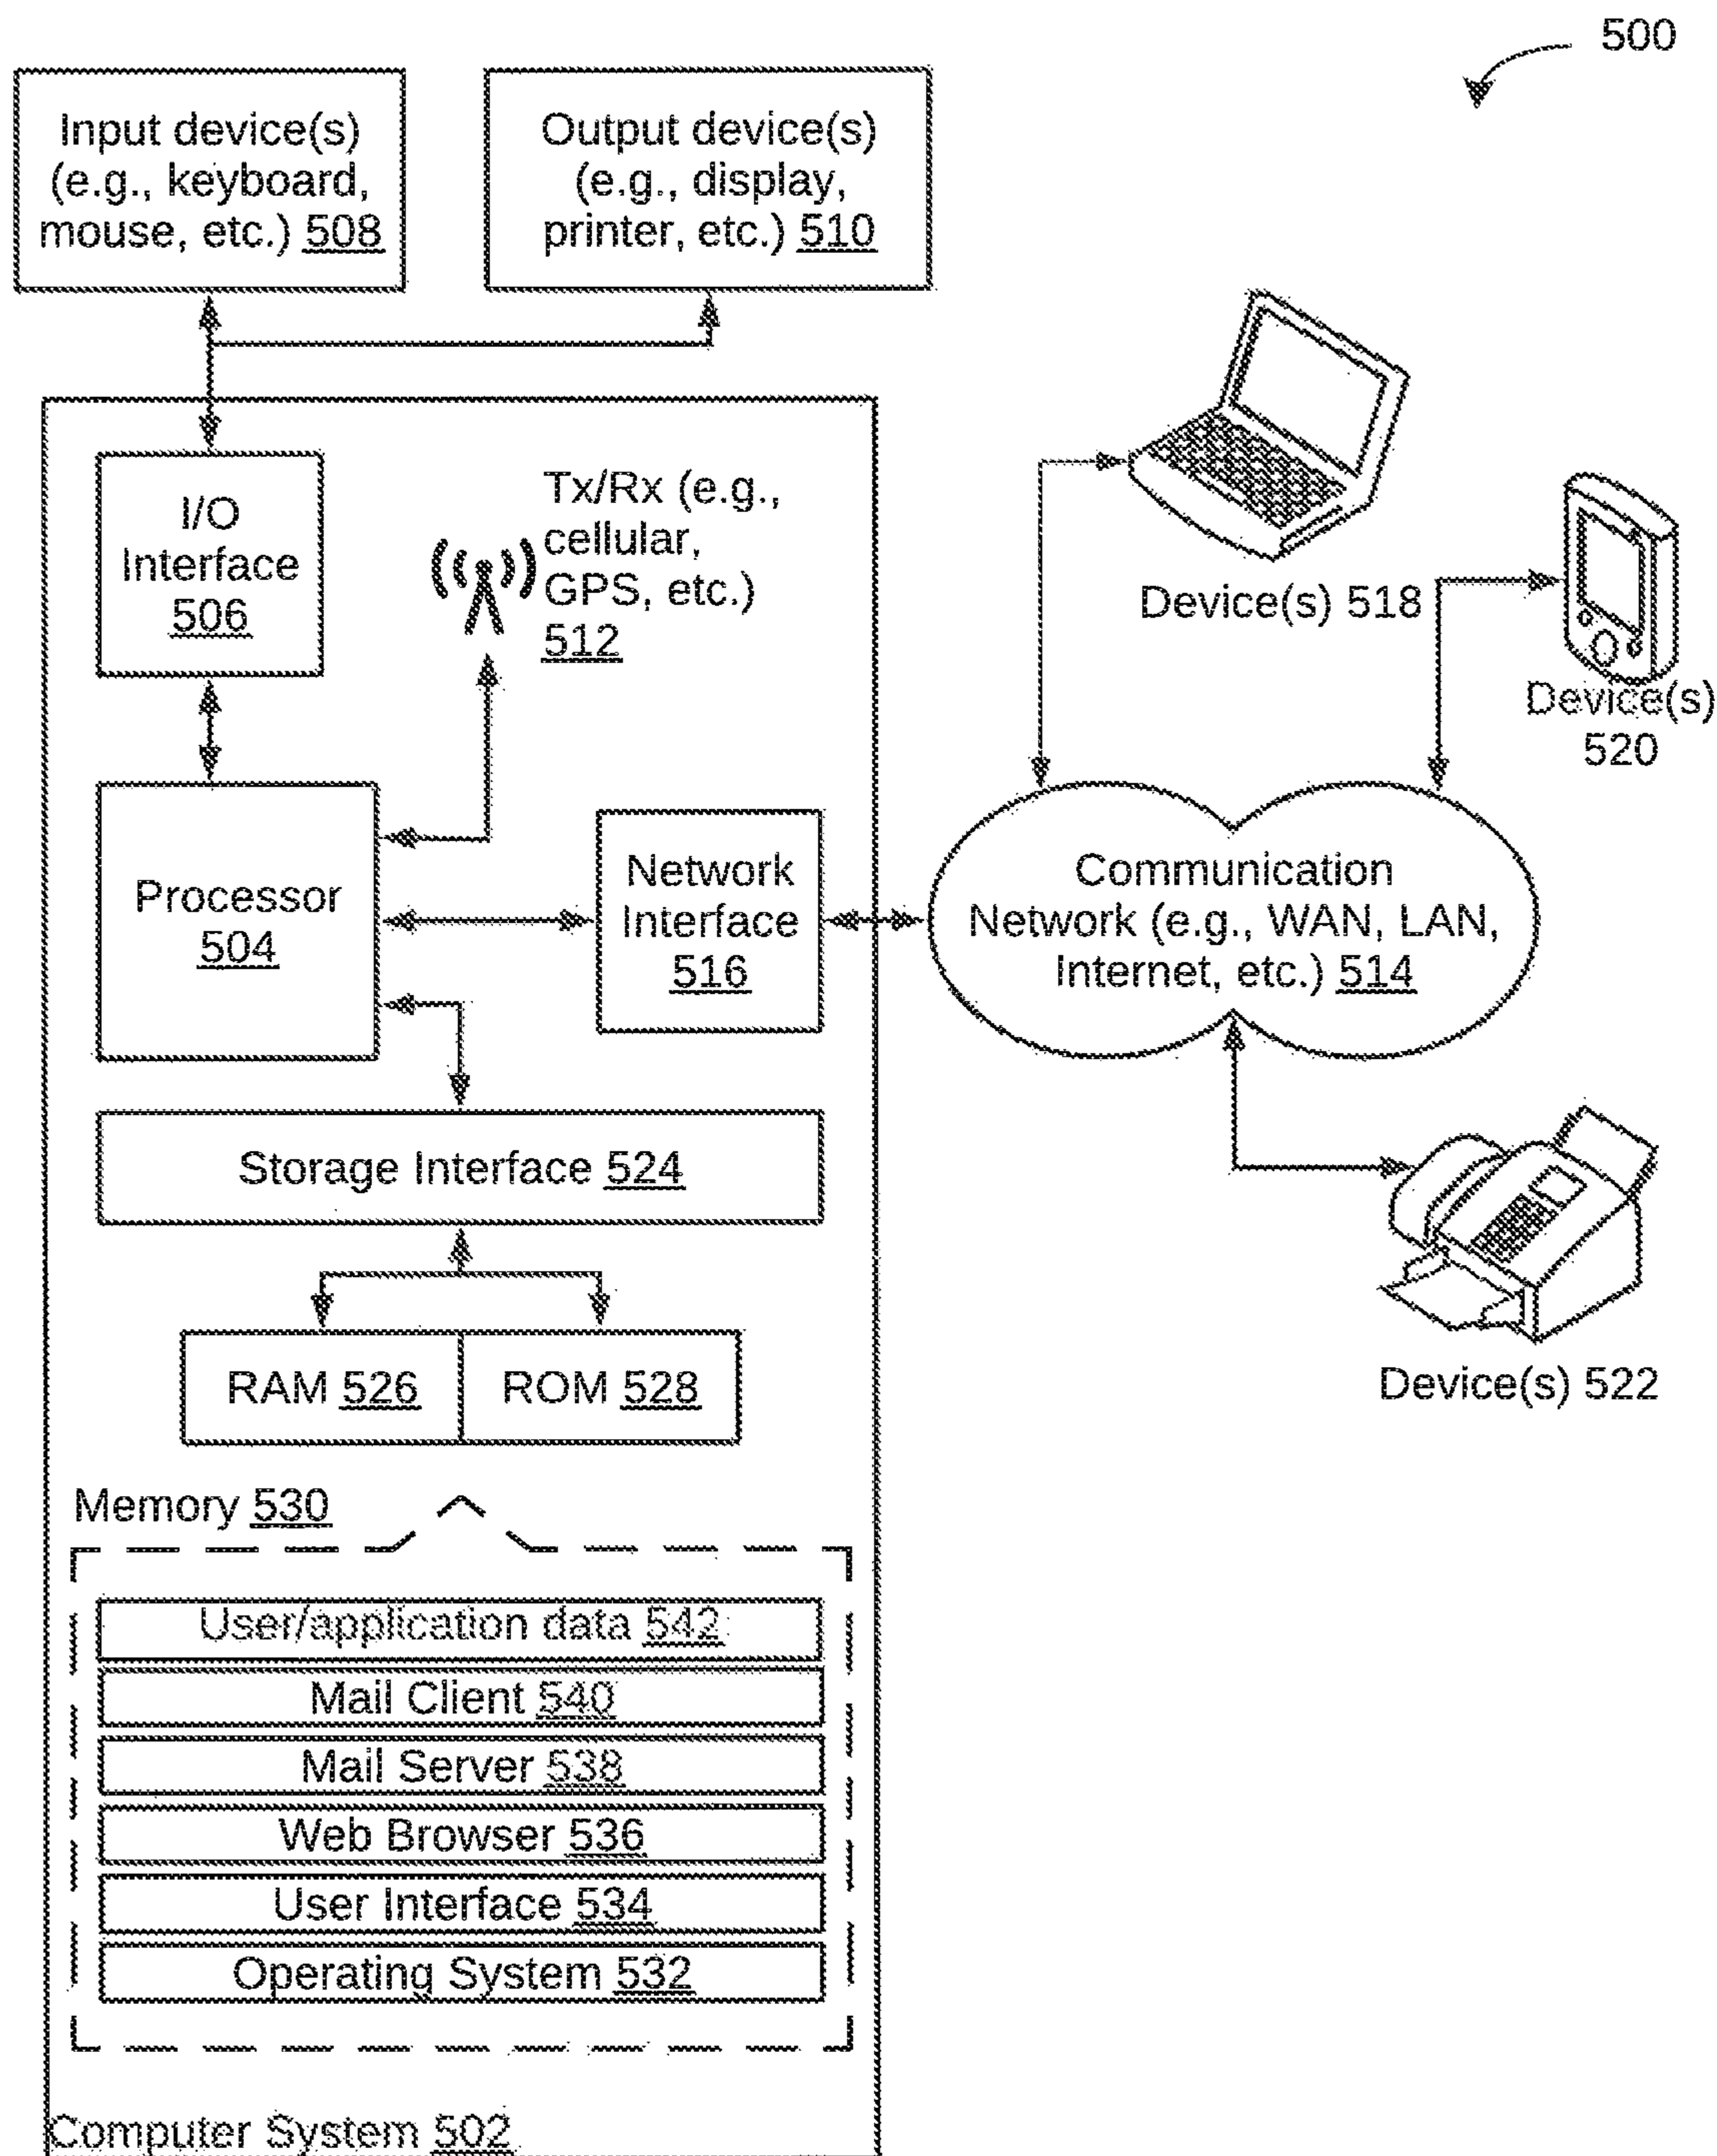 500
Input device(s)
(e.g., keyboard,
mouse, etc.) 508
Output device(s)
(e.g., display,
printer, etc.) 510
I/O
Interface
506
Tx/Rx (e.g.,
cellular,
GPS, etc.)
512
Device(s) 518
Device(s)
520
Processor
504
Network
Interface
516
Communication
Network (e.g., WAN, LAN,
Internet, etc.) 514
Storage Interface 524
RAM 526
ROM 528
Device(s) 522
Memory 530
User/application data 542
Mail Client 540
Mail Server 538
Web Browser 536
User Interface 534
Operating System 532
Computer System 502